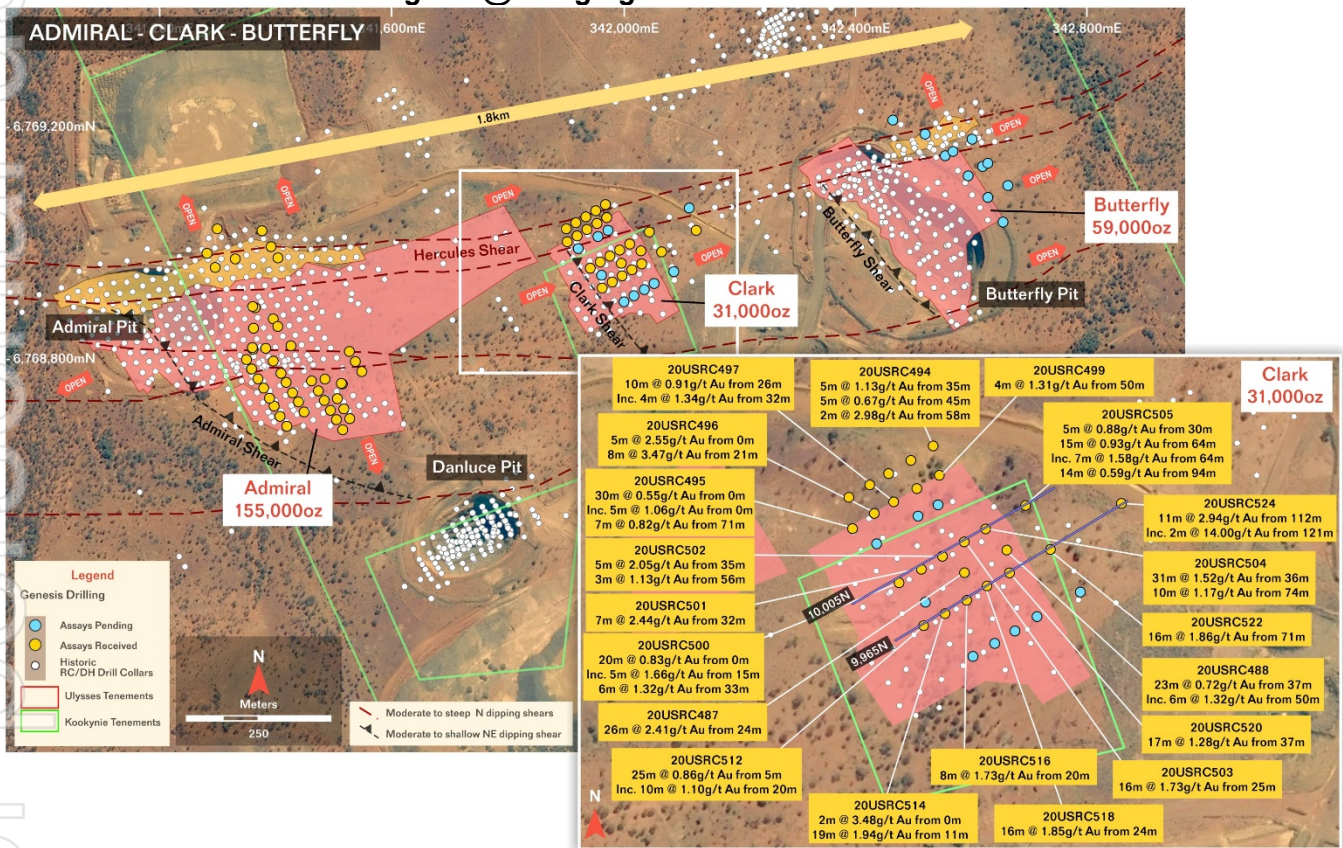 ADMIRAL - CLARK - BUTTERFLY
341,600mE
342,000mE
342,400mE
342,800mE
6,769,200mN
6,768,800mN
1.8km
OPEN
OPEN
OPEN
OPEN
OPEN
OPEN
OPEN
OPEN
OPEN
OPEN
Hercules Shear
Butterfly Shear
Clark Shear
Admiral Shear
Butterfly
59,000oz
Butterfly Pit
Clark
31,000oz
Admiral Pit
Admiral
155,000oz
Danluce Pit
Legend
Genesis Drilling
Assays Pending
Assays Received
Historic
RC/DH Drill Collars
Ulysses Tenements
Kookynie Tenements
N
Meters
250
Moderate to steep N dipping shears
Moderate to shallow NE dipping shear
20USRC497
10m @ 0.91g/t Au from 26m
Inc. 4m @ 1.34g/t Au from 32m
20USRC494
5m @ 1.13g/t Au from 35m
5m @ 0.67g/t Au from 45m
2m @ 2.98g/t Au from 58m
20USRC499
4m @ 1.31g/t Au from 50m
Clark
31,000oz
20USRC496
5m @ 2.55g/t Au from 0m
8m @ 3.47g/t Au from 21m
20USRC505
5m @ 0.88g/t Au from 30m
15m @ 0.93g/t Au from 64m
Inc. 7m @ 1.58g/t Au from 64m
14m @ 0.59g/t Au from 94m
20USRC495
30m @ 0.55g/t Au from 0m
Inc. 5m @ 1.06g/t Au from 0m
7m @ 0.82g/t Au from 71m
20USRC524
11m @ 2.94g/t Au from 112m
Inc. 2m @ 14.00g/t Au from 121m
20USRC502
5m @ 2.05g/t Au from 35m
3m @ 1.13g/t Au from 56m
20USRC504
31m @ 1.52g/t Au from 36m
10m @ 1.17g/t Au from 74m
20USRC501
7m @ 2.44g/t Au from 32m
20USRC522
16m @ 1.86g/t Au from 71m
20USRC500
20m @ 0.83g/t Au from 0m
Inc. 5m @ 1.66g/t Au from 15m
6m @ 1.32g/t Au from 33m
20USRC488
23m @ 0.72g/t Au from 37m
Inc. 6m @ 1.32g/t Au from 50m
20USRC487
26m @ 2.41g/t Au from 24m
20USRC520
17m @ 1.28g/t Au from 37m
20USRC512
25m @ 0.86g/t Au from 5m
Inc. 10m @ 1.10g/t Au from 20m
20USRC516
8m @ 1.73g/t Au from 20m
20USRC503
16m @ 1.73g/t Au from 25m
20USRC514
2m @ 3.48g/t Au from 0m
19m @ 1.94g/t Au from 11m
20USRC518
16m @ 1.85g/t Au from 24m
10,005N
9,965N
N